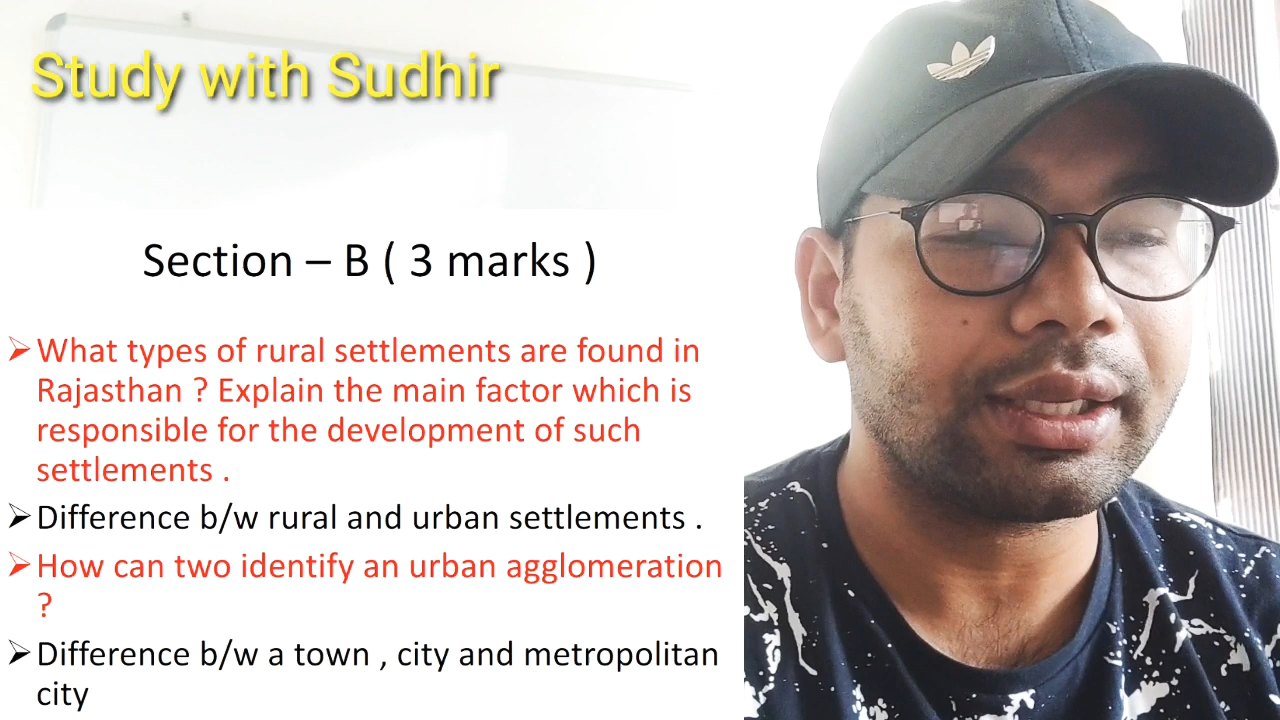 Study with Sudhir
Section – B ( 3 marks )
➢What types of rural settlements are found in
Rajasthan ? Explain the main factor which is
responsible for the development of such
settlements .
➢Difference b/w rural and urban settlements .
➢How can two identify an urban agglomeration
?
➢Difference b/w a town , city and metropolitan
city